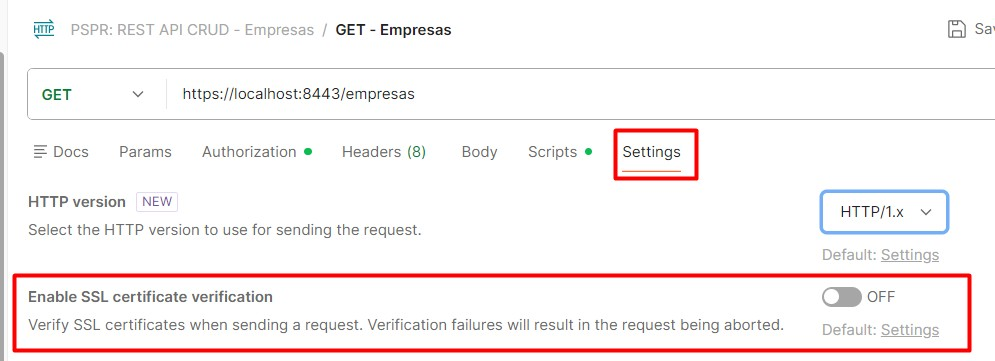 HTTP PSPR: REST API CRUD - Empresas / GET - Empresas
GET https://localhost:8443/empresas
Docs Params Authorization Headers (8) Body Scripts Settings
HTTP version NEW
HTTP/1.x
Select the HTTP version to use for sending the request.
Default: Settings
Enable SSL certificate verification
OFF
Verify SSL certificates when sending a request. Verification failures will result in the request being aborted.
Default: Settings